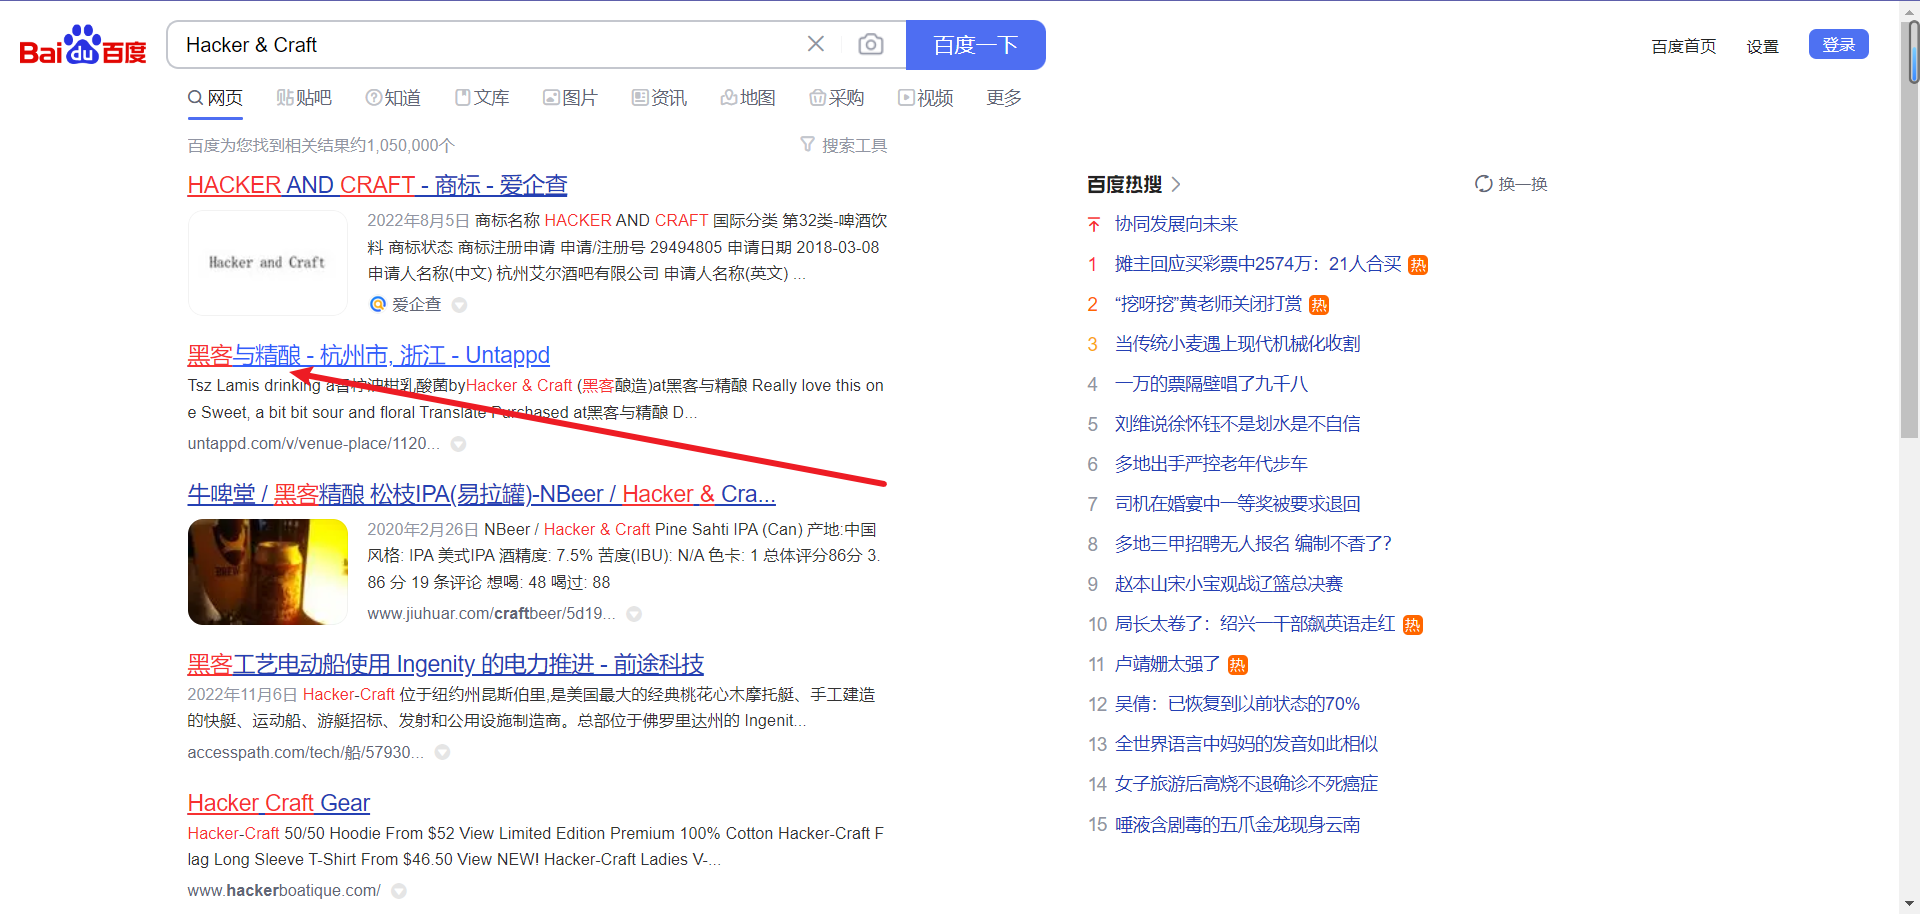 Bai du 百度
Hacker & Craft
百度一下
百度首页
设置
登录
网页
贴吧
知道
文库
图片
资讯
地图
采购
视频
更多
百度为您找到相关结果约1,050,000个
搜索工具
HACKER AND CRAFT - 商标 - 爱企查
Hacker and Craft
2022年8月5日 商标名称 HACKER AND CRAFT 国际分类 第32类-啤酒饮
料 商标状态 商标注册申请 申请/注册号 29494805 申请日期 2018-03-08
申请人名称(中文) 杭州艾尔酒吧有限公司 申请人名称(英文) ...
爱企查
黑客与精酿 - 杭州市, 浙江 - Untappd
Tsz Lamis drinking a香柠油柑乳酸菌byHacker & Craft (黑客酿造)at黑客与精酿 Really love this on
e Sweet, a bit bit sour and floral Translate Purchased at黑客与精酿 D...
untappd.com/v/venue-place/1120...
牛啤堂 / 黑客精酿 松枝IPA(易拉罐)-NBeer / Hacker & Cra...
2020年2月26日 NBeer / Hacker & Craft Pine Sahti IPA (Can) 产地:中国
风格: IPA 美式IPA 酒精度: 7.5% 苦度(IBU): N/A 色卡: 1 总体评分86分 3.
86 分 19 条评论 想喝: 48 喝过: 88
www.jiuhuar.com/craftbeer/5d19...
黑客工艺电动船使用 Ingenity 的电力推进 - 前途科技
2022年11月6日 Hacker-Craft 位于纽约州昆斯伯里,是美国最大的经典桃花心木摩托艇、手工建造
的快艇、运动船、游艇招标、发射和公用设施制造商。总部位于佛罗里达州的 Ingenit...
accesspath.com/tech/船/57930...
Hacker Craft Gear
Hacker-Craft 50/50 Hoodie From $52 View Limited Edition Premium 100% Cotton Hacker-Craft F
lag Long Sleeve T-Shirt From $46.50 View NEW! Hacker-Craft Ladies V-...
www.hackerboatique.com/
百度热搜
换一换
协同发展向未来
1 摊主回应买彩票中2574万：21人合买 热
2 “挖呀挖”黄老师关闭打赏 热
3 当传统小麦遇上现代机械化收割
4 一万的票隔壁唱了九千八
5 刘维说徐怀钰不是划水是不自信
6 多地出手严控老年代步车
7 司机在婚宴中一等奖被要求退回
8 多地三甲招聘无人报名 编制不香了?
9 赵本山宋小宝观战辽篮总决赛
10 局长太卷了：绍兴一干部飙英语走红 热
11 卢靖姗太强了 热
12 吴倩：已恢复到以前状态的70%
13 全世界语言中妈妈的发音如此相似
14 女子旅游后高烧不退确诊不死癌症
15 唾液含剧毒的五爪金龙现身云南